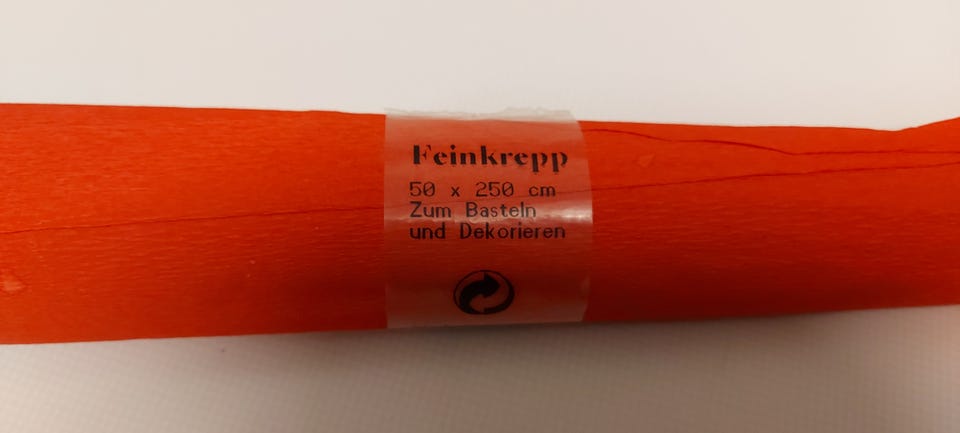 Feinkrepp
50 x 250 cm
Zum Basteln
und Dekorieren